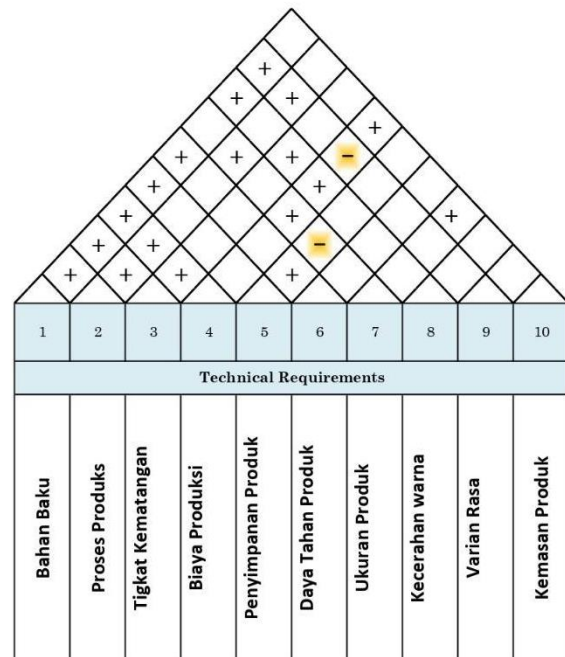 +
+ +
+
+ + + −
+ +
+ + +
+ + −
+ + + +
1 2 3 4 5 6 7 8 9 10
Technical Requirements
Bahan Baku
Proses Produks
Tigkat Kematangan
Biaya Produksi
Penyimpanan Produk
Daya Tahan Produk
Ukuran Produk
Kecerahan warna
Varian Rasa
Kemasan Produk